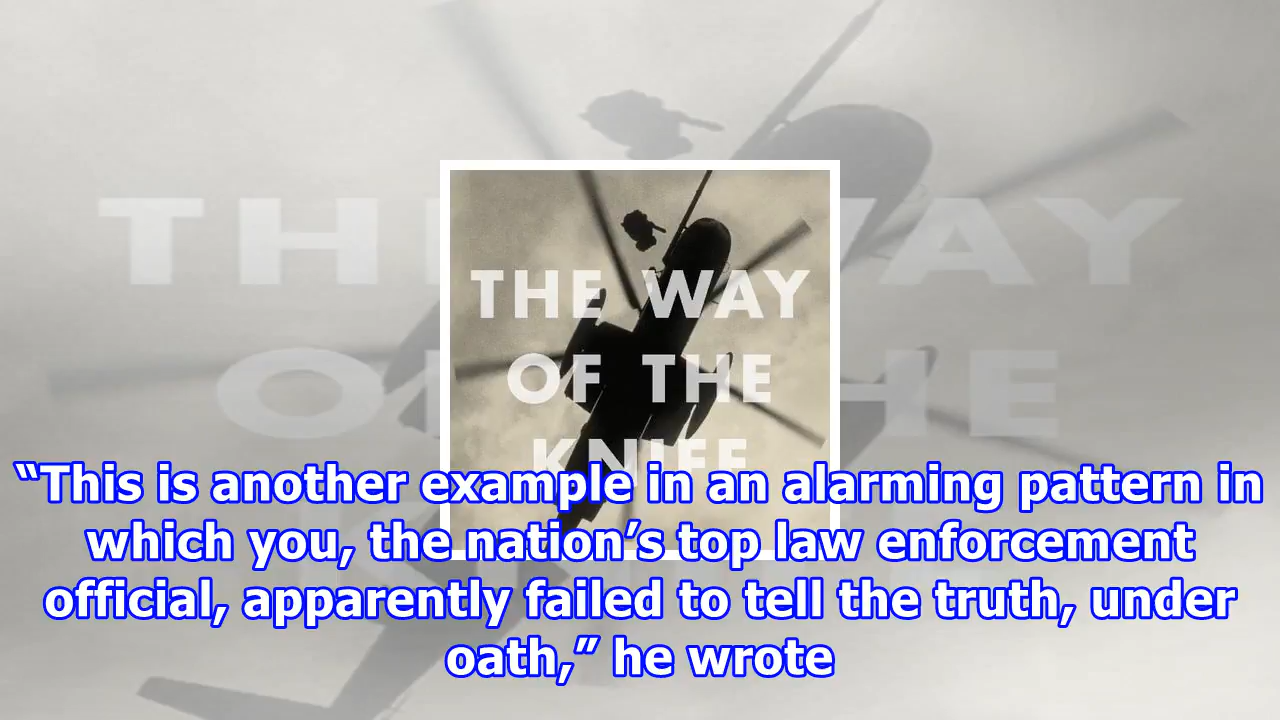 THE WAY
OF THE
KNIFE
“This is another example in an alarming pattern in
which you, the nation’s top law enforcement
official, apparently failed to tell the truth, under
oath,” he wrote